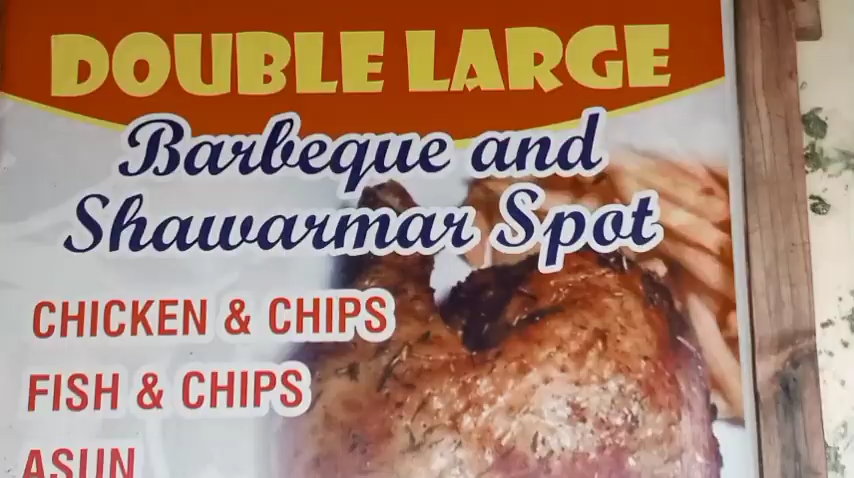 DOUBLE LARGE
Barbeque and
Shawarmar Spot
CHICKEN & CHIPS
FISH & CHIPS
ASUN